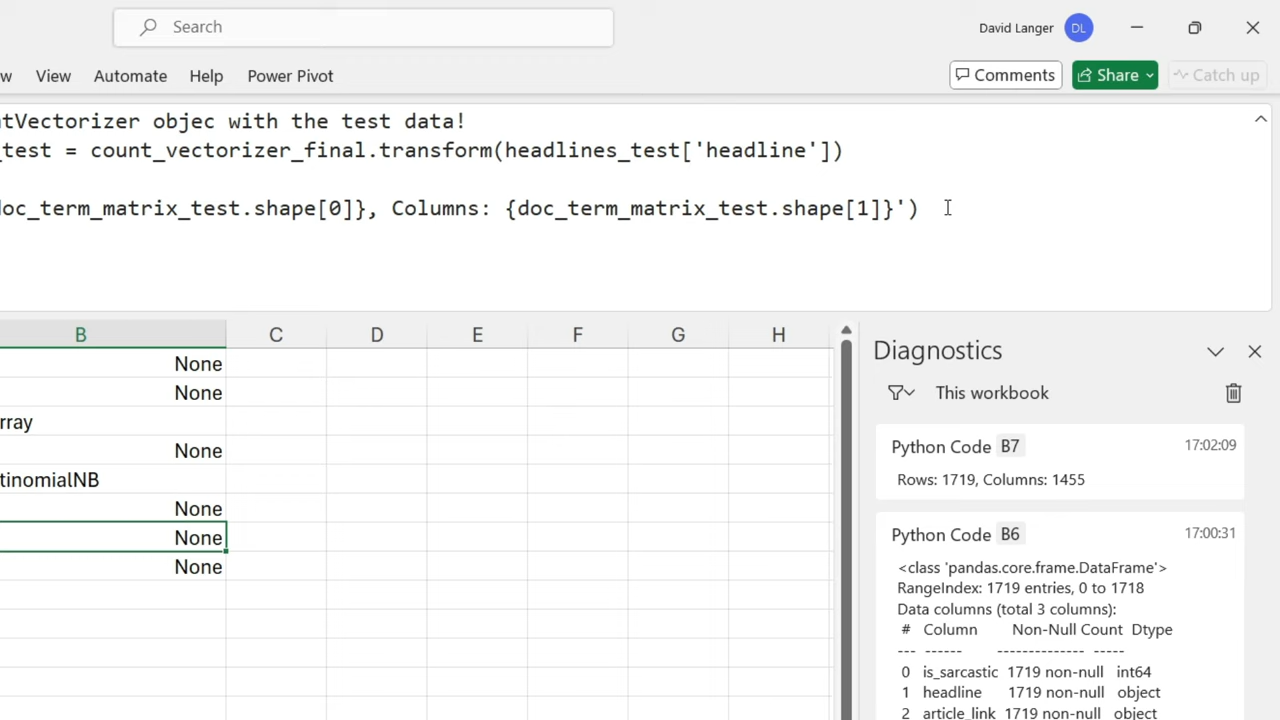 Search
David Langer
DL
w
View
Automate
Help
Power Pivot
Comments
Share
Catch up
ntVectorizer objec with the test data!
_test = count_vectorizer_final.transform(headlines_test['headline'])
doc_term_matrix_test.shape[0]}, Columns: {doc_term_matrix_test.shape[1]}')
B
C
D
E
F
G
H
None
None
rray
None
tinomialNB
None
None
None
Diagnostics
This workbook
Python Code B7
17:02:09
Rows: 1719, Columns: 1455
Python Code B6
17:00:31
<class 'pandas.core.frame.DataFrame'>
RangeIndex: 1719 entries, 0 to 1718
Data columns (total 3 columns):
# Column Non-Null Count Dtype
--- ------ -------------- -----
0 is_sarcastic 1719 non-null int64
1 headline 1719 non-null object
2 article_link 1719 non-null object